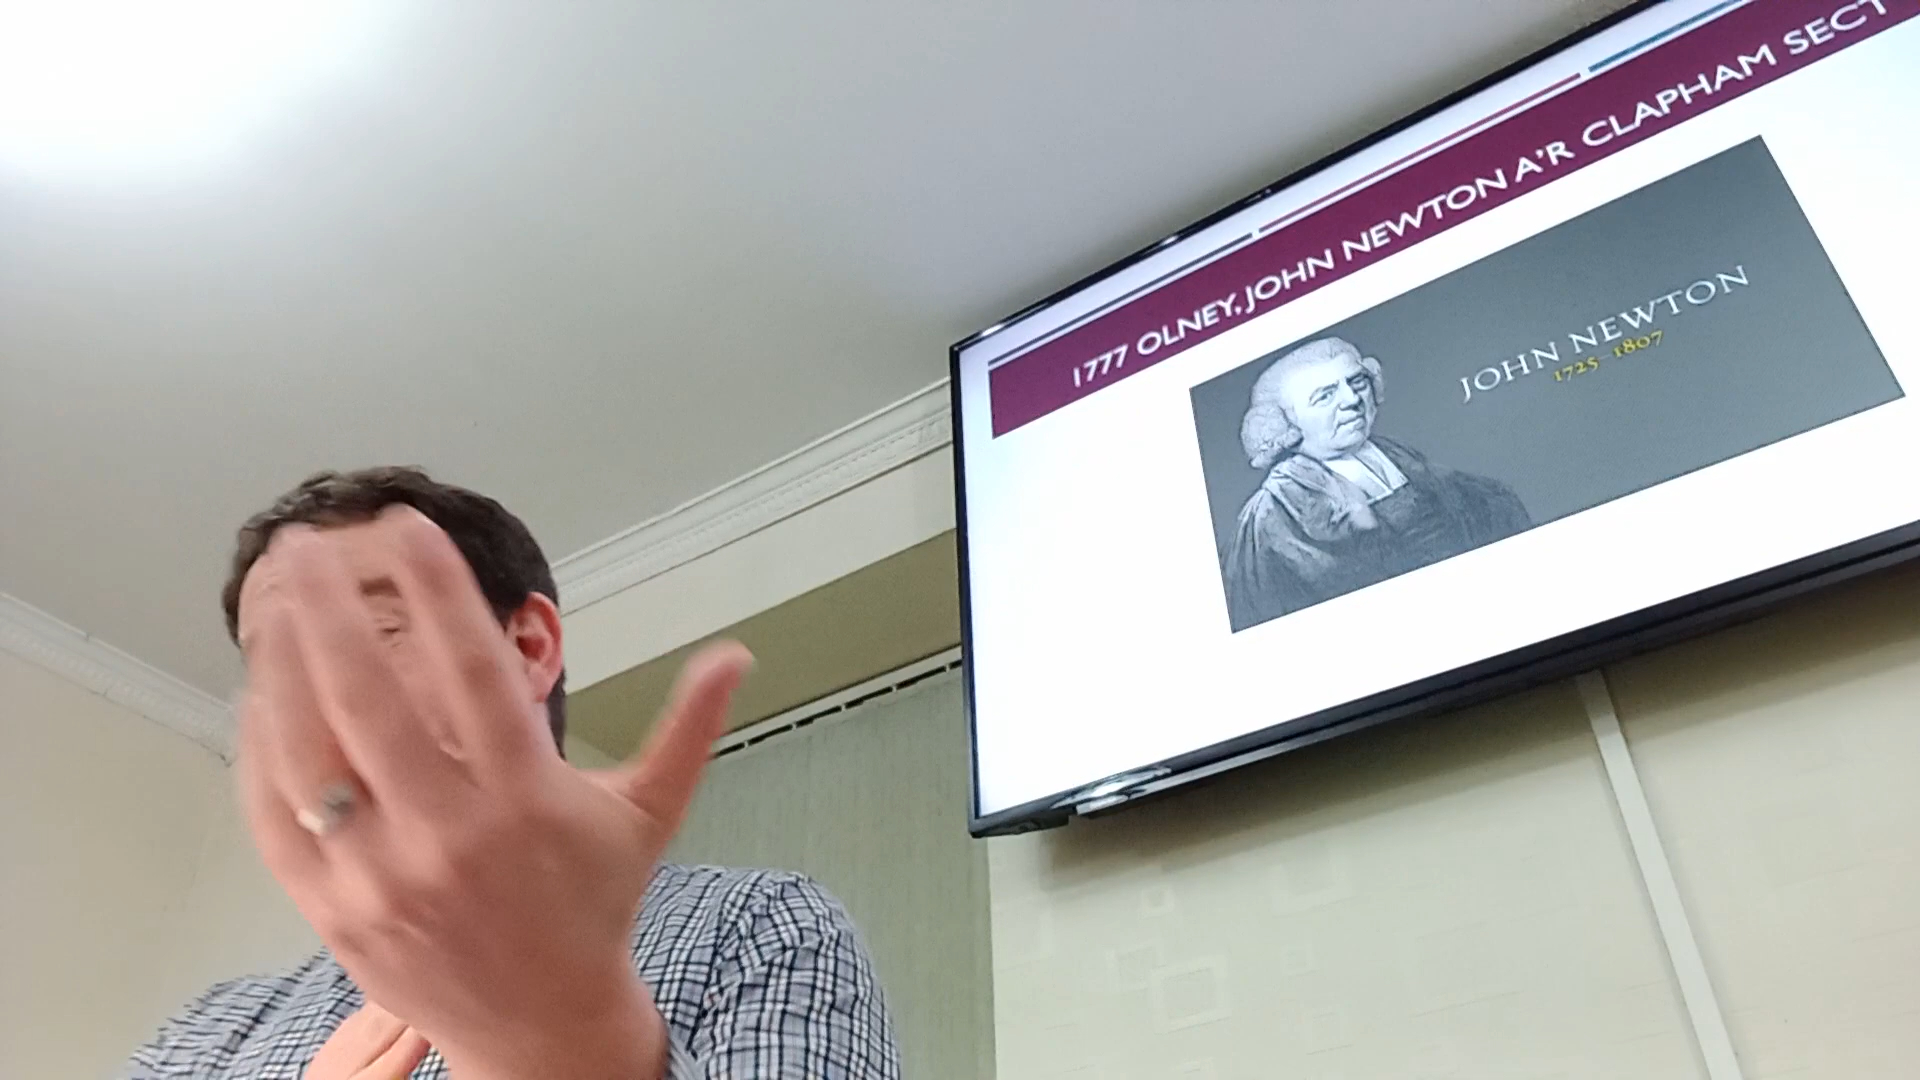 1777 OLNEY, JOHN NEWTON A'R CLAPHAM SECT
JOHN NEWTON
1725–1807